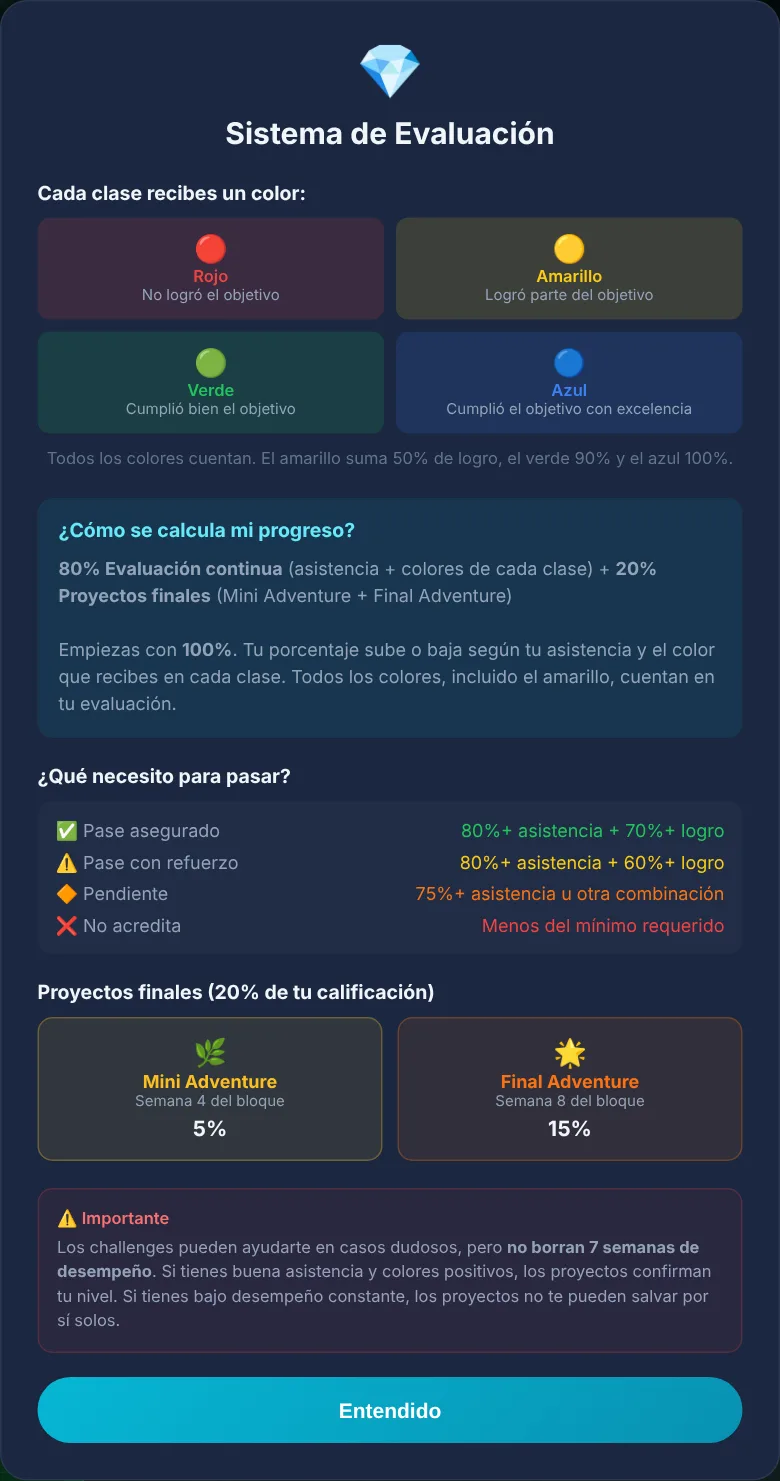 Sistema de Evaluación
Cada clase recibes un color:
Rojo
No logró el objetivo
Amarillo
Logró parte del objetivo
Verde
Cumplió bien el objetivo
Azul
Cumplió el objetivo con excelencia
Todos los colores cuentan. El amarillo suma 50% de logro, el verde 90% y el azul 100%.
¿Cómo se calcula mi progreso?
80% Evaluación continua (asistencia + colores de cada clase) + 20%
Proyectos finales (Mini Adventure + Final Adventure)
Empiezas con 100%. Tu porcentaje sube o baja según tu asistencia y el color
que recibes en cada clase. Todos los colores, incluido el amarillo, cuentan en
tu evaluación.
¿Qué necesito para pasar?
✅ Pase asegurado 80%+ asistencia + 70%+ logro
⚠️ Pase con refuerzo 80%+ asistencia + 60%+ logro
🔶 Pendiente 75%+ asistencia u otra combinación
❌ No acredita Menos del mínimo requerido
Proyectos finales (20% de tu calificación)
Mini Adventure
Semana 4 del bloque
5%
Final Adventure
Semana 8 del bloque
15%
⚠️ Importante
Los challenges pueden ayudarte en casos dudosos, pero no borran 7 semanas de
desempeño. Si tienes buena asistencia y colores positivos, los proyectos confirman
tu nivel. Si tienes bajo desempeño constante, los proyectos no te pueden salvar por
sí solos.
Entendido